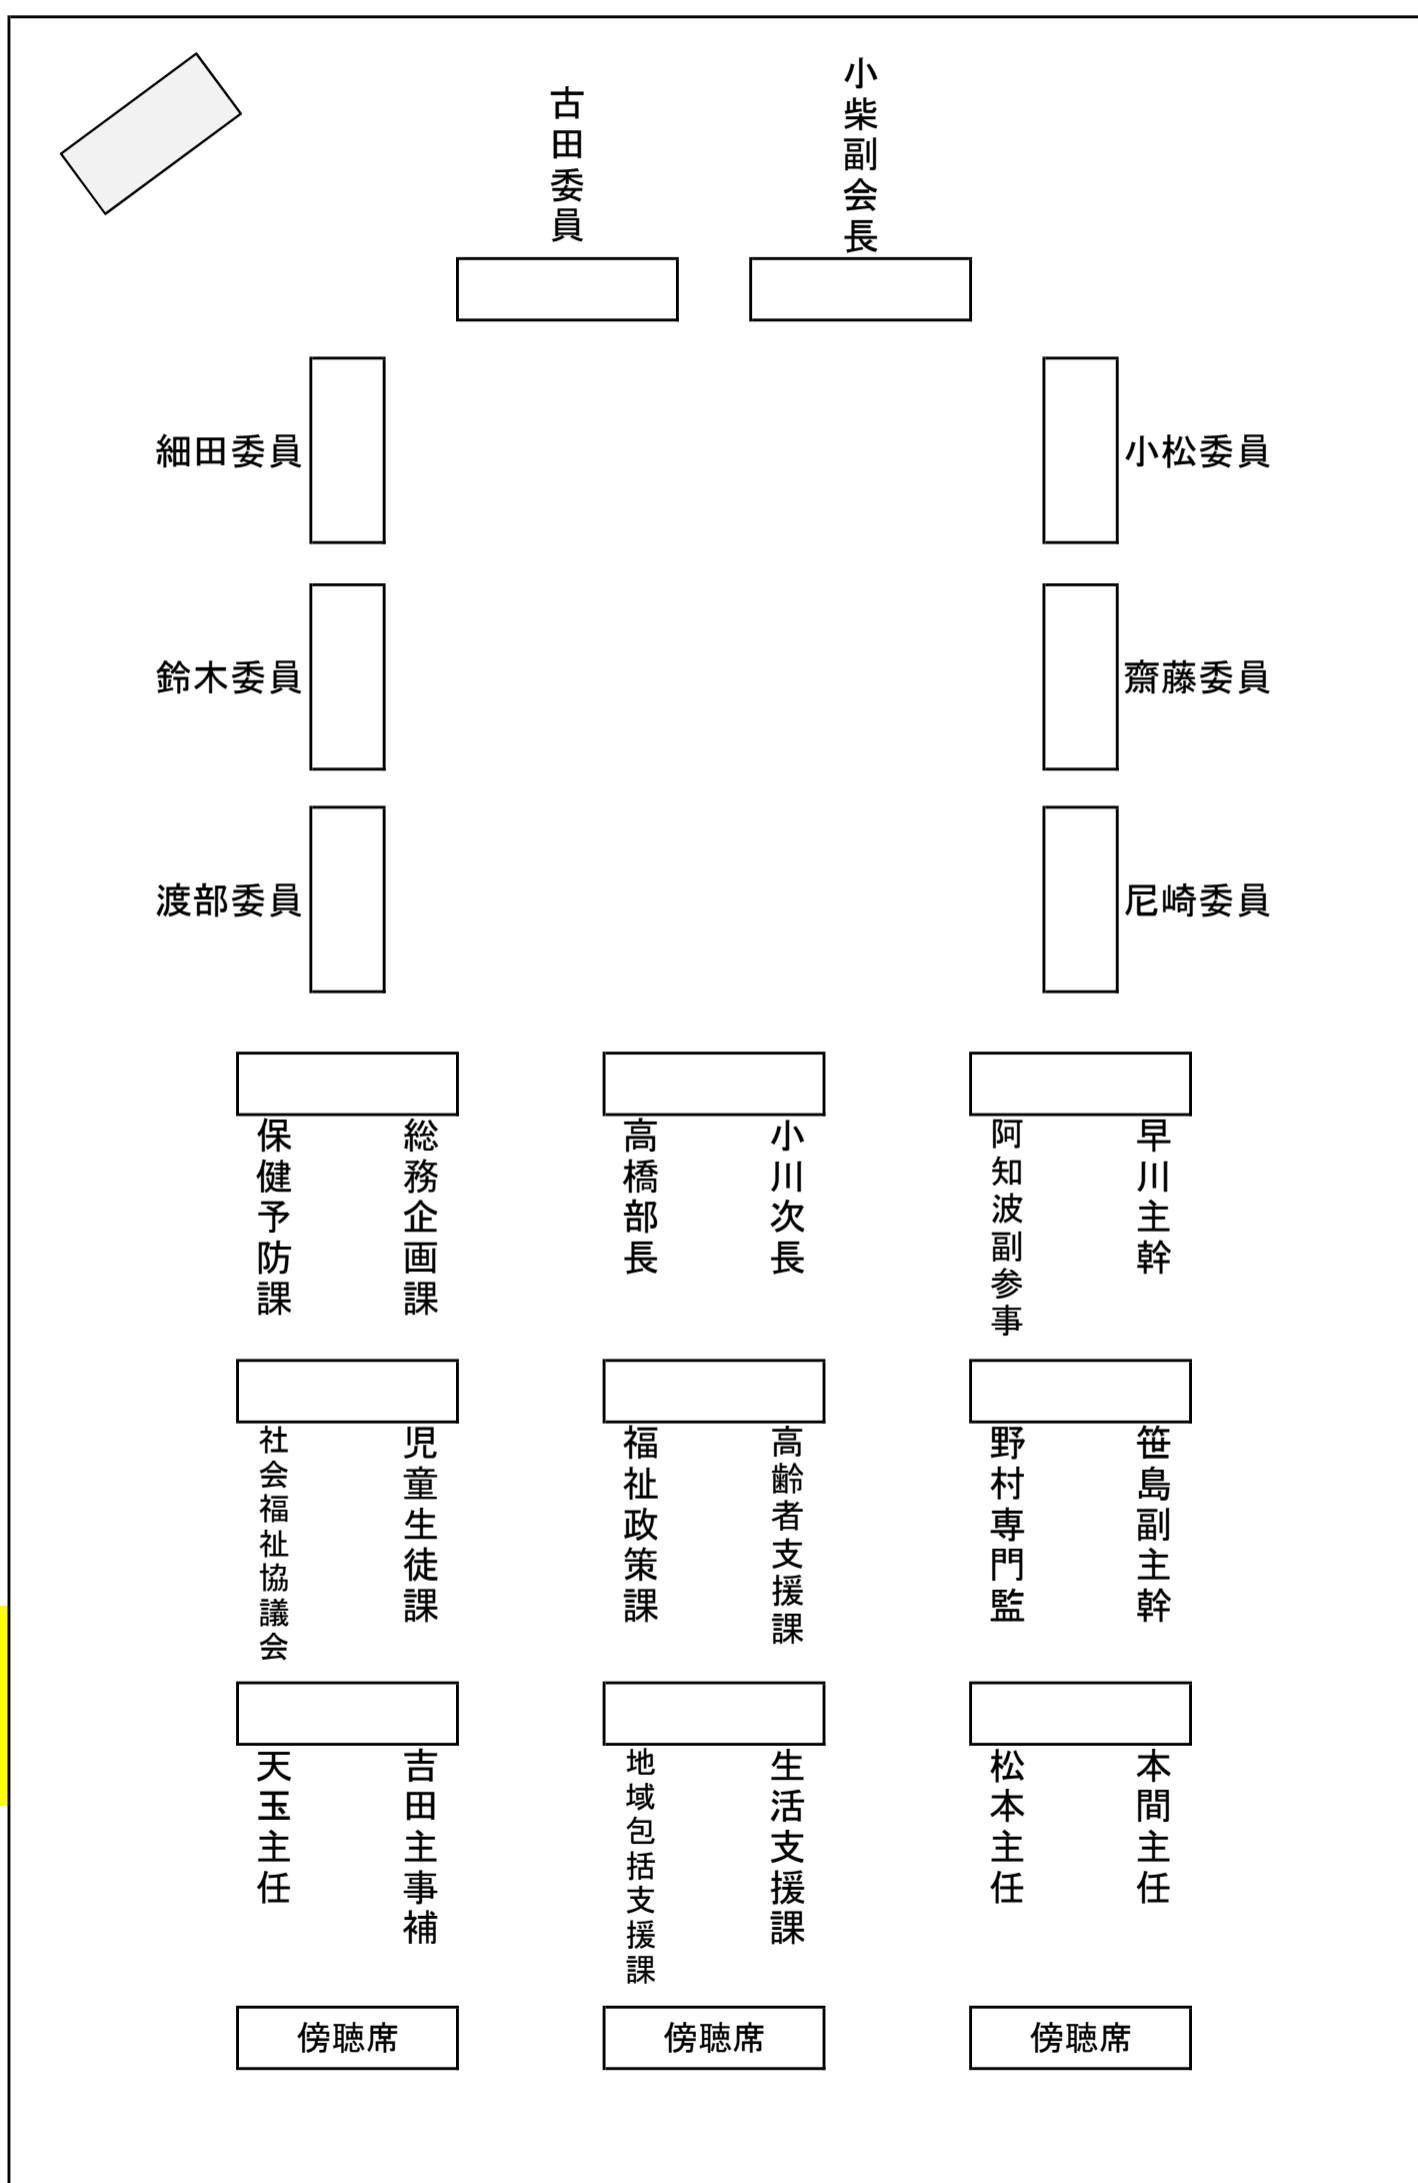 古田委員
小柴副会長
細田委員
小松委員
鈴木委員
齋藤委員
渡部委員
尼崎委員
保健予防課
総務企画課
高橋部長
小川次長
阿知波副参事
早川主幹
社会福祉協議会
児童生徒課
福祉政策課
高齢者支援課
野村専門監
笹島副主幹
天玉主任
吉田主事補
地域包括支援課
生活支援課
松本主任
本間主任
傍聴席
傍聴席
傍聴席